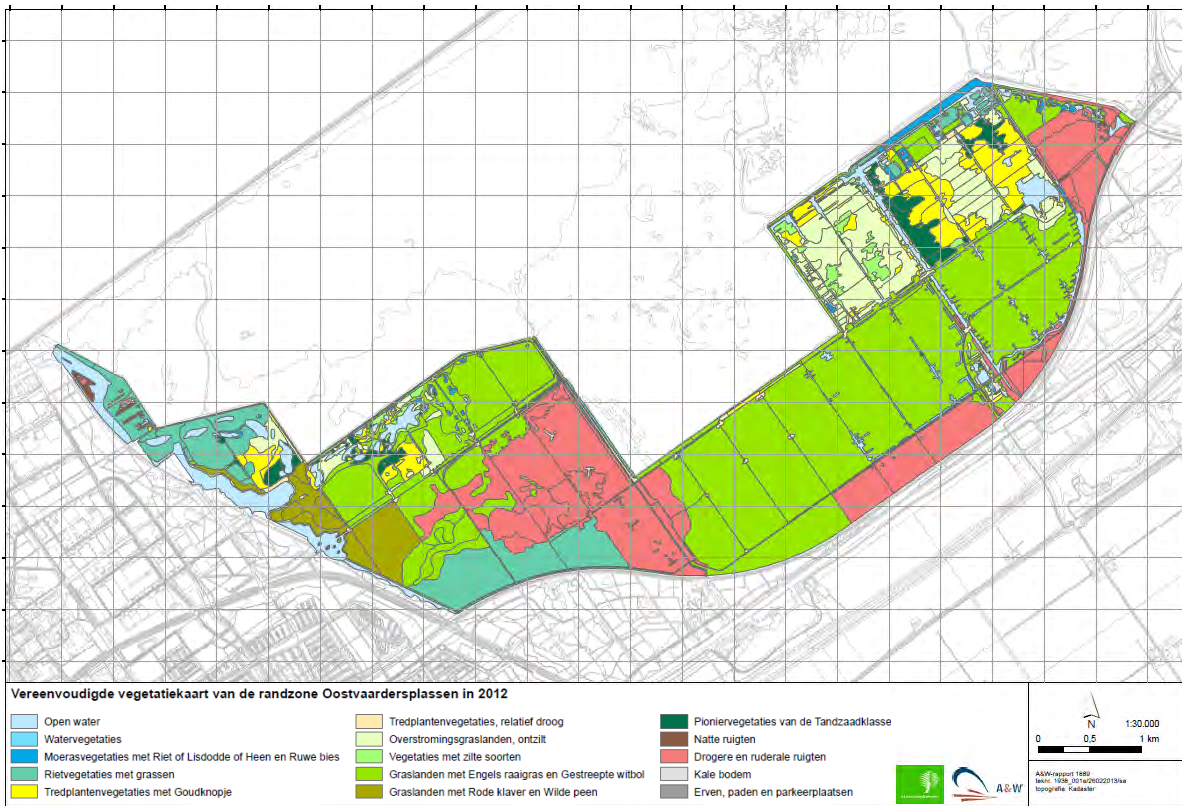 Vereenvoudigde vegetatiekaart van de randzone Oostvaardersplassen in 2012
Open water
Watervegetaties
Moerasvegetaties met Riet of Lisdodde of Heen en Ruwe bies
Rietvegetaties met grassen
Tredplantenvegetaties met Goudknopje
Tredplantenvegetaties, relatief droog
Overstromingsgraslanden, ontzilt
Vegetaties met zilte soorten
Graslanden met Engels raaigras en Gestreepte witbol
Graslanden met Rode klaver en Wilde peen
Pioniervegetaties van de Tandzaadklasse
Natte ruigten
Drogere en ruderale ruigten
Kale bodem
Erven, paden en parkeerplaatsen
A&W
N
1:30.000
0 0,5 1 km
A&W-rapport 1889
topografie. Kadaster